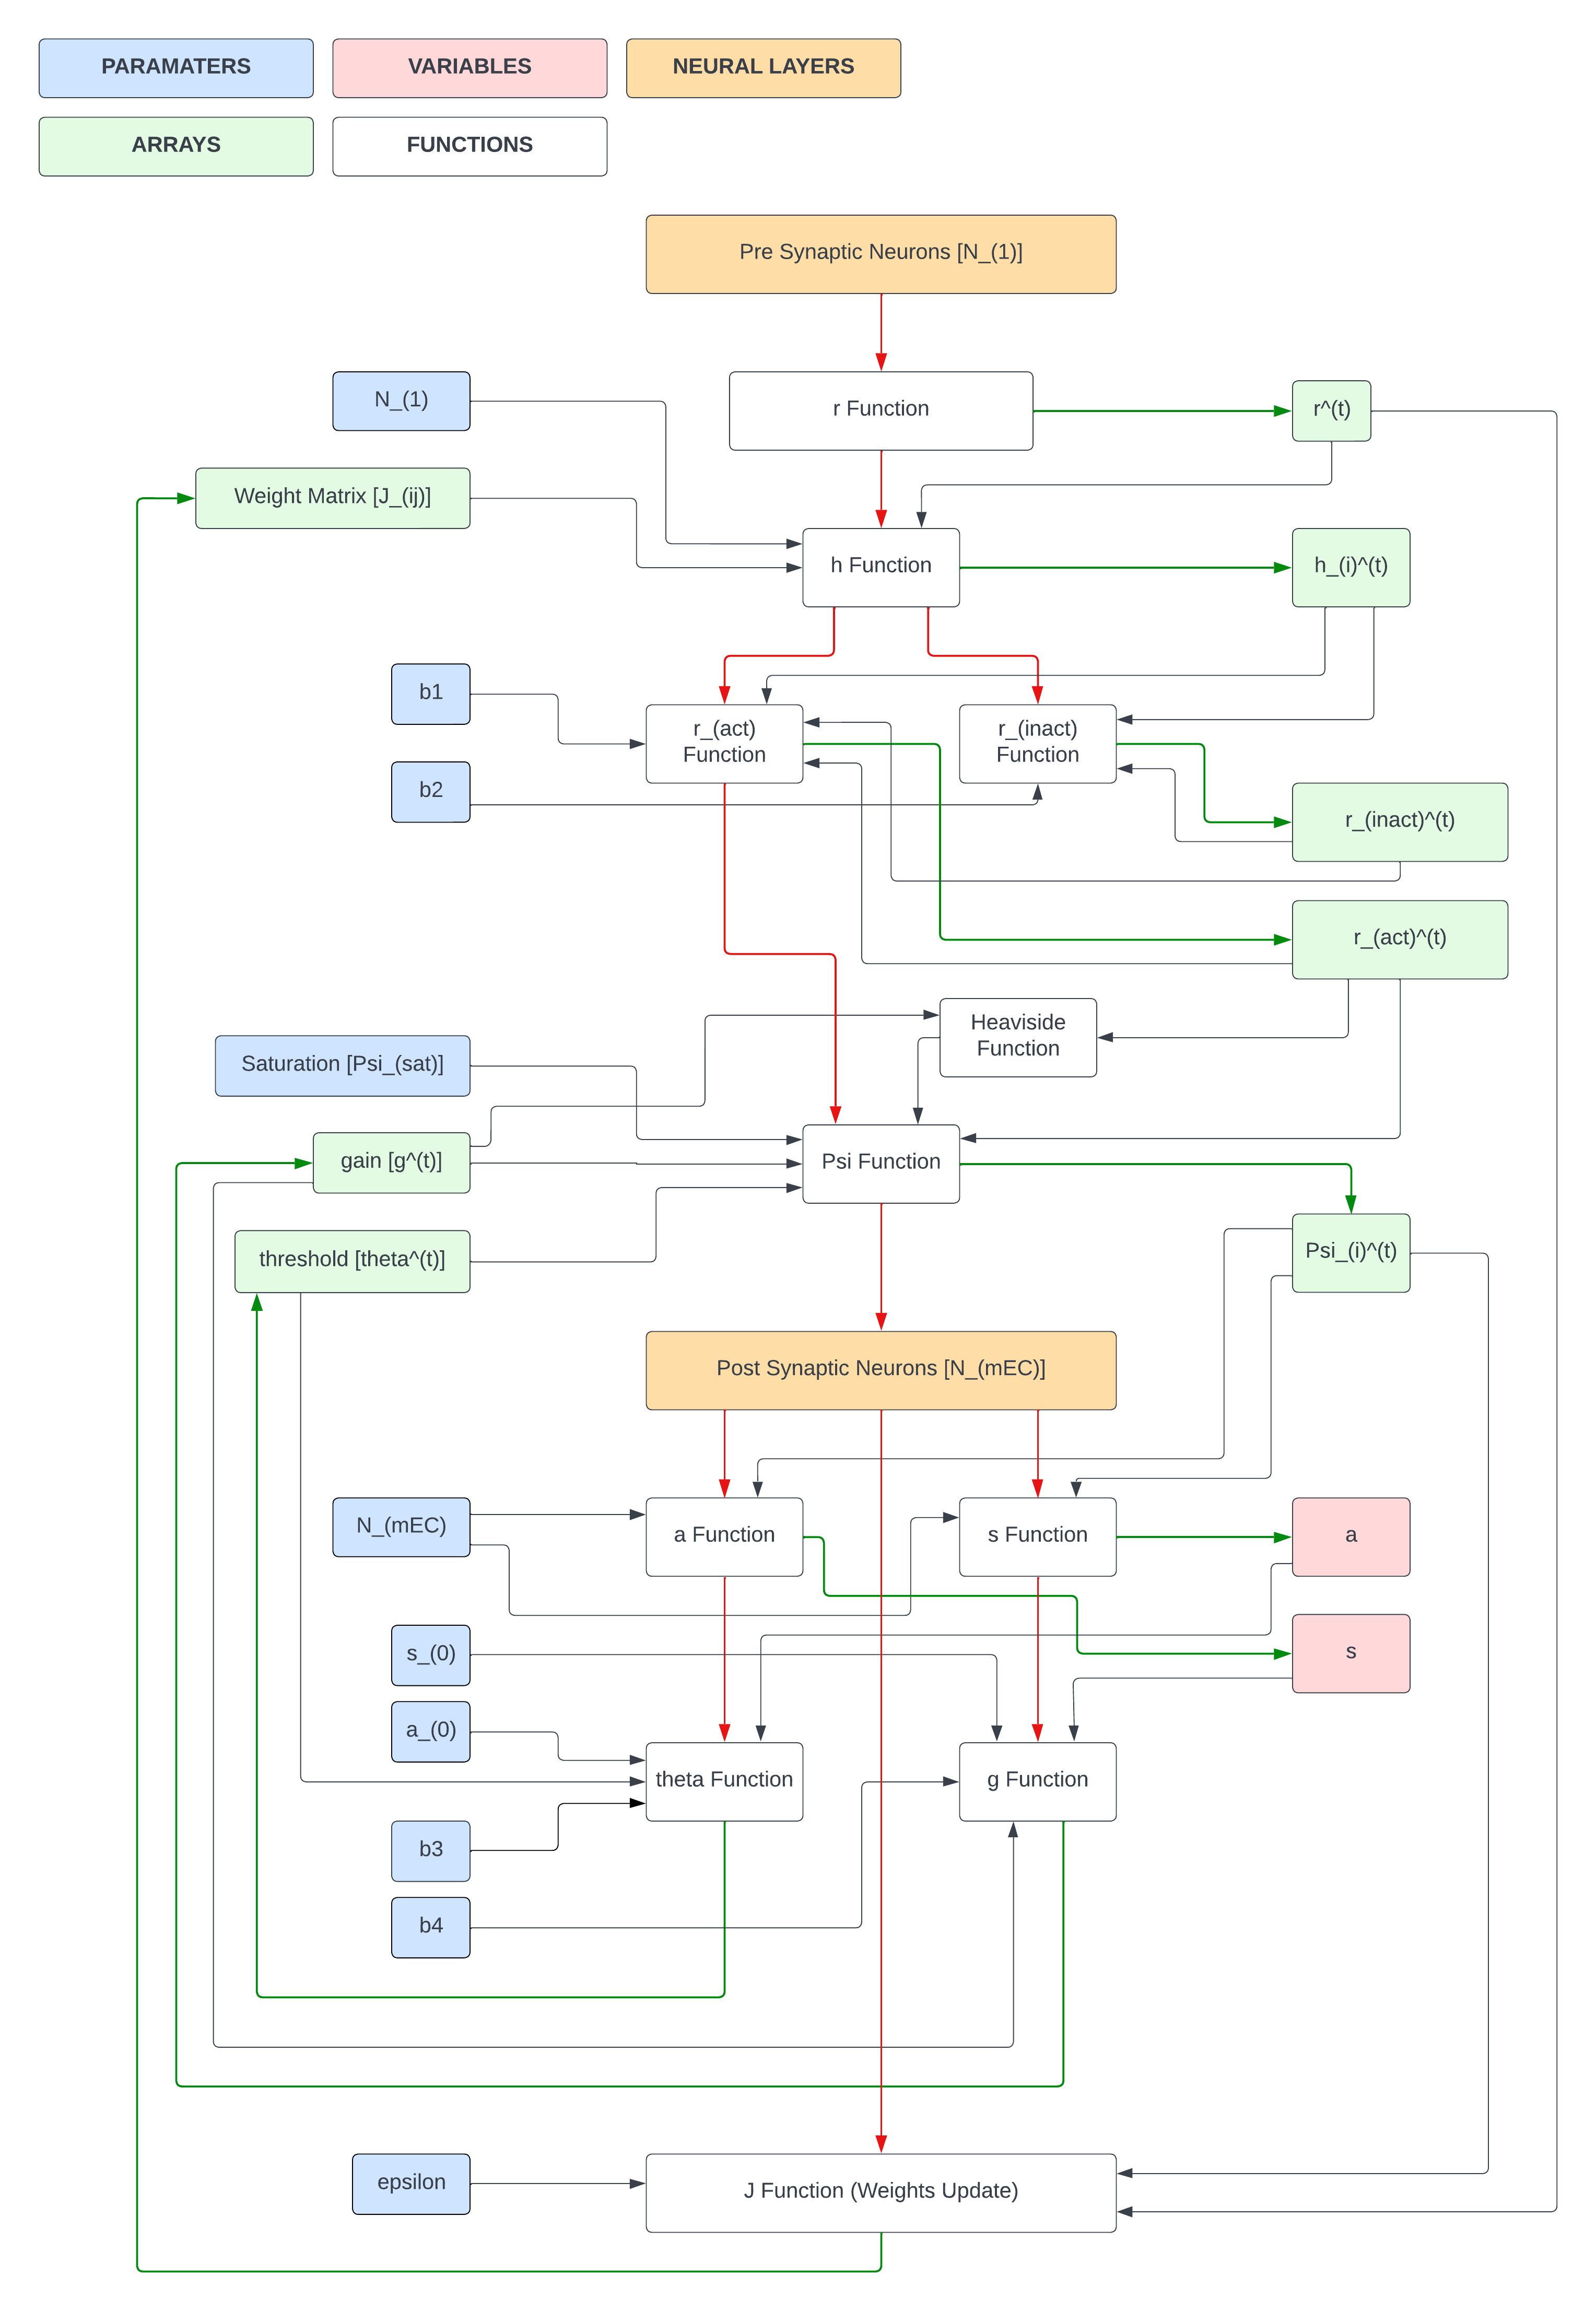 PARAMATERS
VARIABLES
NEURAL LAYERS
ARRAYS
FUNCTIONS
Pre Synaptic Neurons [N_(1)]
N_(1)
r Function
r^(t)
Weight Matrix [J_(ij)]
h Function
h_(i)^(t)
b1
r_(act)
Function
r_(inact)
Function
b2
r_(inact)^(t)
r_(act)^(t)
Heaviside
Function
Saturation [Psi_(sat)]
gain [g^(t)]
Psi Function
threshold [theta^(t)]
Psi_(i)^(t)
Post Synaptic Neurons [N_(mEC)]
N_(mEC)
a Function
s Function
a
s_(0)
s
a_(0)
theta Function
g Function
b3
b4
epsilon
J Function (Weights Update)